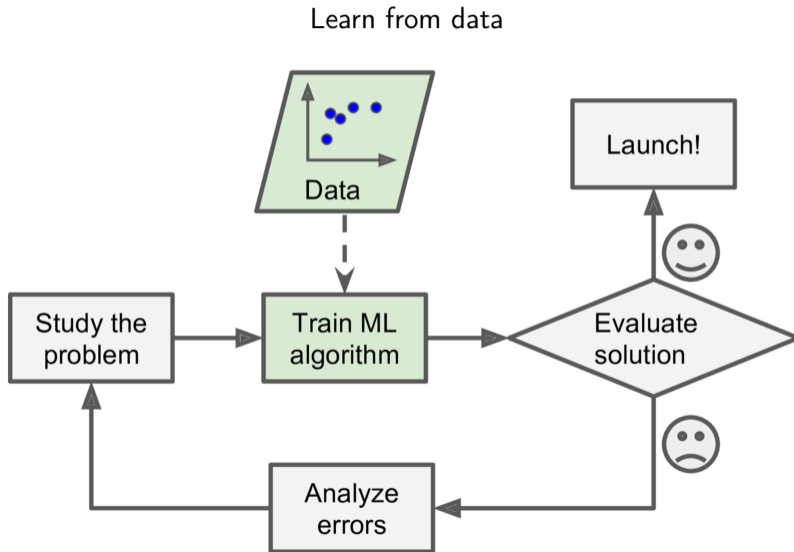 Learn from data
Data
Launch!
Study the
problem
Train ML
algorithm
Evaluate
solution
Analyze
errors